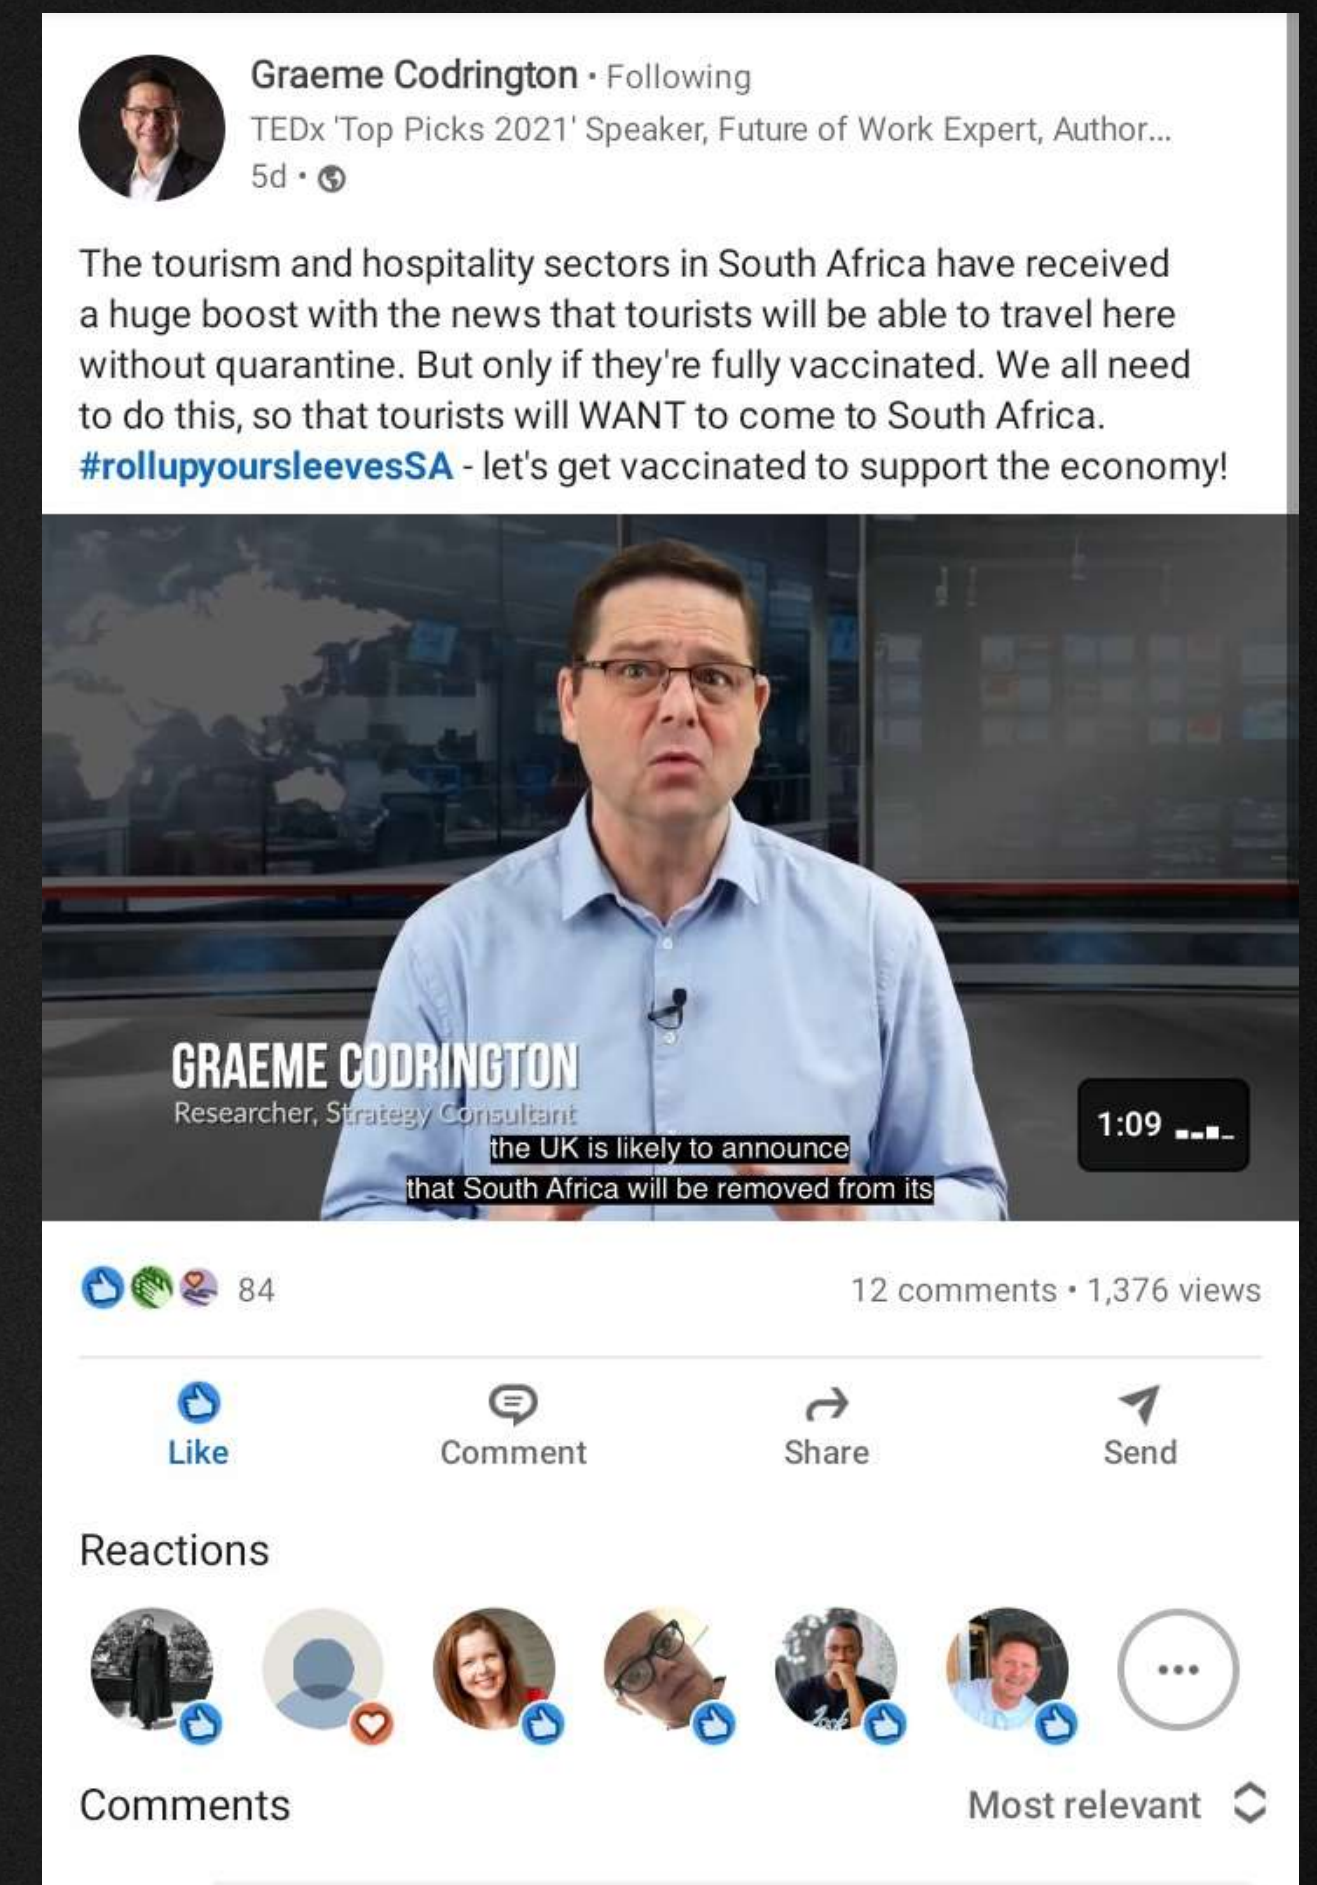 Graeme Codrington • Following
TEDx 'Top Picks 2021' Speaker, Future of Work Expert, Author...
5d •
The tourism and hospitality sectors in South Africa have received
a huge boost with the news that tourists will be able to travel here
without quarantine. But only if they're fully vaccinated. We all need
to do this, so that tourists will WANT to come to South Africa.
#rollupyoursleevesSA - let's get vaccinated to support the economy!
GRAEME CODRINGTON
Researcher, Strategy Consultant
1:09
the UK is likely to announce
that South Africa will be removed from its
84
12 comments • 1,376 views
Like Comment Share Send
Reactions
Look
Comments Most relevant